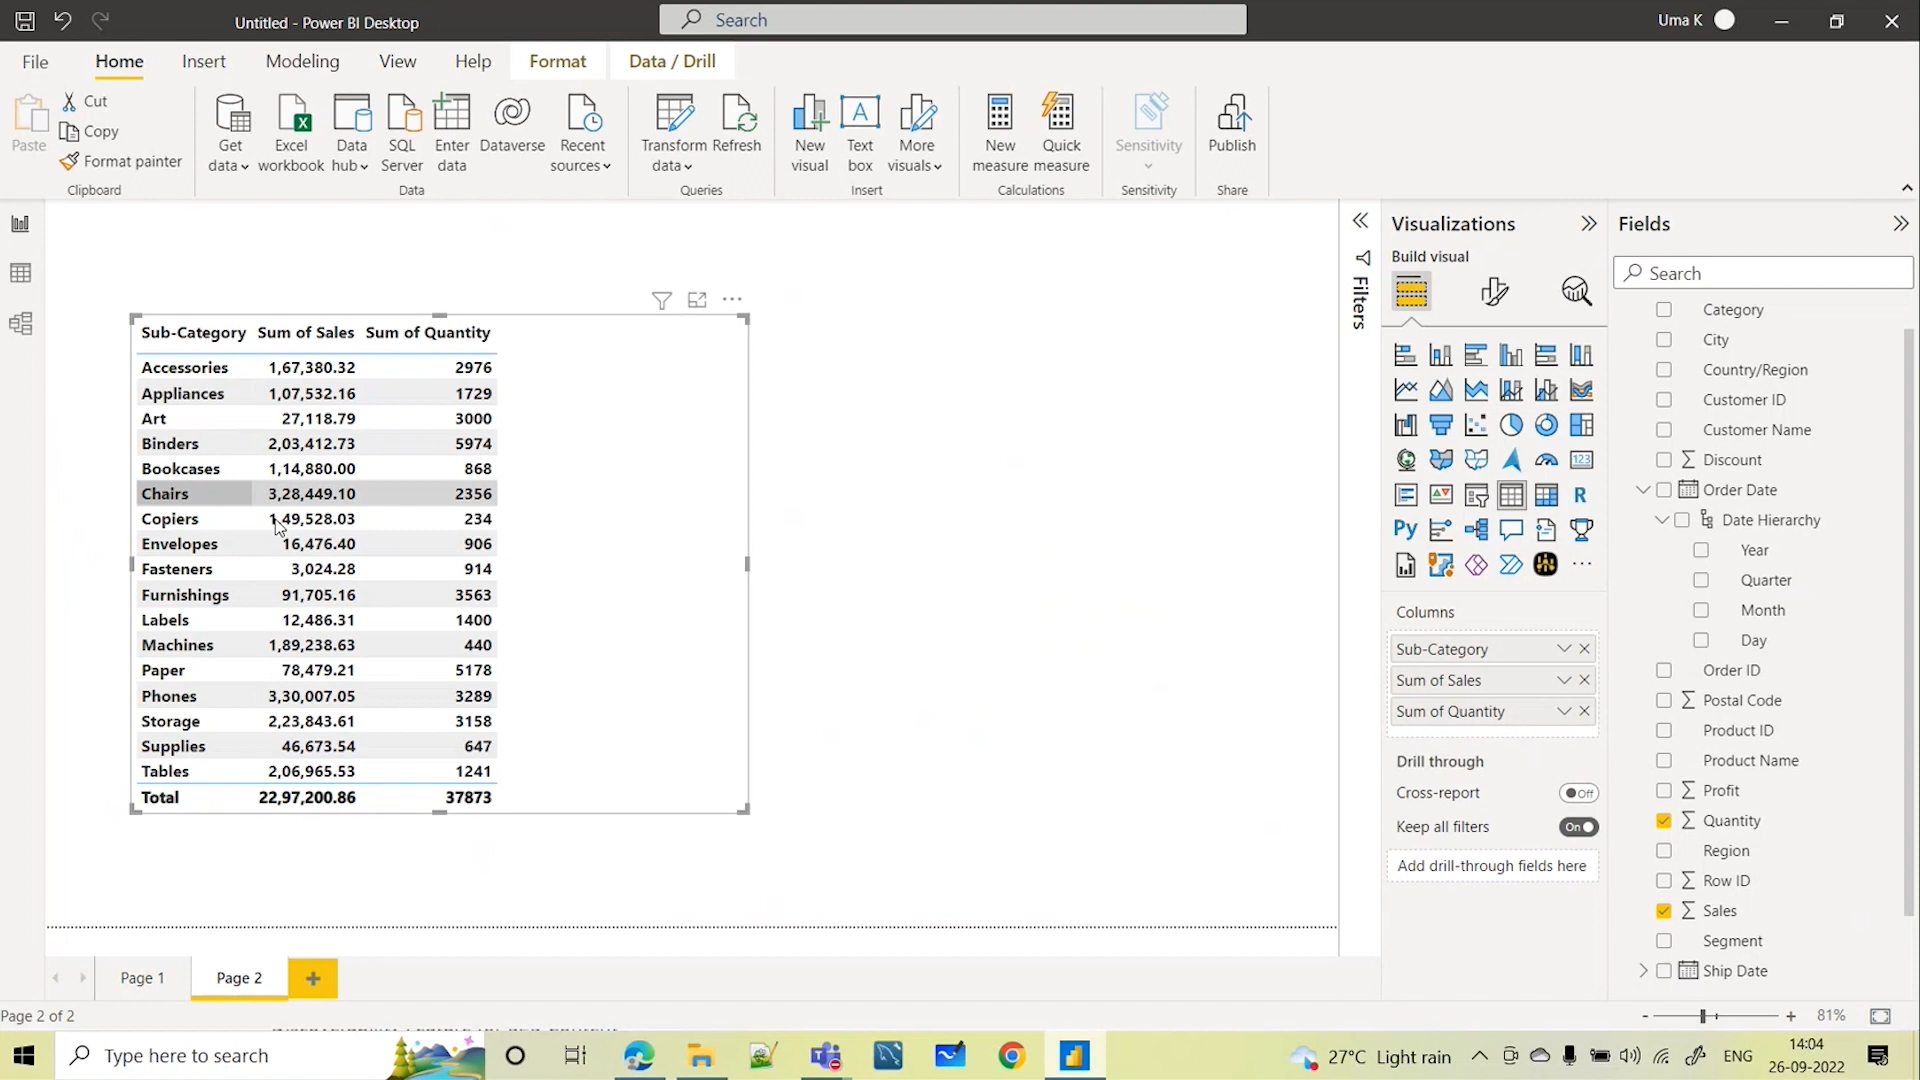 Untitled - Power BI Desktop
Search
Uma K
File
Home
Insert
Modeling
View
Help
Format
Data / Drill
Paste
Cut
Copy
Format painter
Clipboard
Get data
Excel workbook
Data hub
SQL Server
Enter data
Dataverse
Recent sources
Data
Transform data
Refresh
Queries
New visual
Text box
More visuals
Insert
New measure
Quick measure
Calculations
Sensitivity
Sensitivity
Publish
Share
Sub-Category Sum of Sales Sum of Quantity
Accessories 1,67,380.32 2976
Appliances 1,07,532.16 1729
Art 27,118.79 3000
Binders 2,03,412.73 5974
Bookcases 1,14,880.00 868
Chairs 3,28,449.10 2356
Copiers 1,49,528.03 234
Envelopes 16,476.40 906
Fasteners 3,024.28 914
Furnishings 91,705.16 3563
Labels 12,486.31 1400
Machines 1,89,238.63 440
Paper 78,479.21 5178
Phones 3,30,007.05 3289
Storage 2,23,843.61 3158
Supplies 46,673.54 647
Tables 2,06,965.53 1241
Total 22,97,200.86 37873
Filters
Visualizations
Build visual
123
R
Py
Columns
Sub-Category
Sum of Sales
Sum of Quantity
Drill through
Cross-report Off
Keep all filters On
Add drill-through fields here
Fields
Search
Category
City
Country/Region
Customer ID
Customer Name
Discount
Order Date
Date Hierarchy
Year
Quarter
Month
Day
Order ID
Postal Code
Product ID
Product Name
Profit
Quantity
Region
Row ID
Sales
Segment
Ship Date
Page 1
Page 2
Page 2 of 2
81%
Type here to search
27°C Light rain
ENG
14:04
26-09-2022